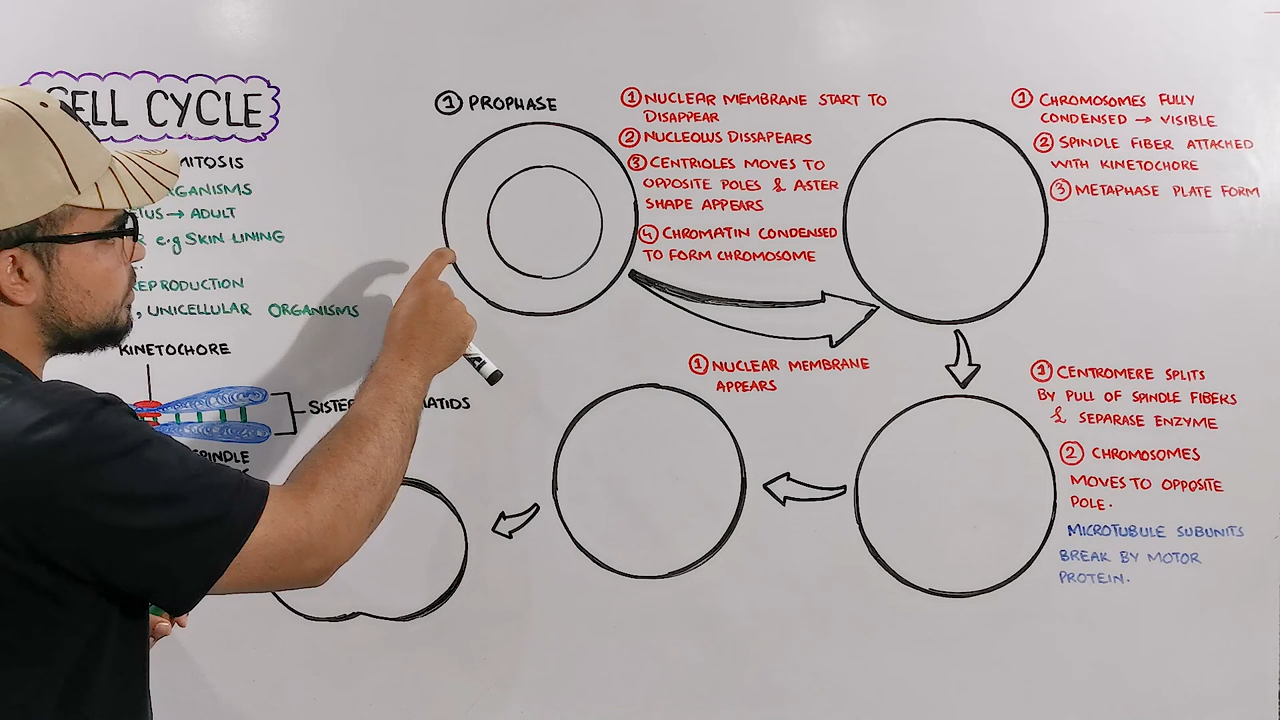 CELL CYCLE
MITOSIS
RGANISMS
TUS → ADULT
R e.g SKIN LINING
EPRODUCTION
, UNICELLULAR ORGANISMS
KINETOCHORE
SISTE ATIDS
SPINDLE
① PROPHASE
① NUCLEAR MEMBRANE START TO
DISAPPEAR
② NUCLEOLUS DISSAPEARS
③ CENTRIOLES MOVES TO
OPPOSITE POLES & ASTER
SHAPE APPEARS
④ CHROMATIN CONDENSED
TO FORM CHROMOSOME
① CHROMOSOMES FULLY
CONDENSED → VISIBLE
② SPINDLE FIBER ATTACHED
WITH KINETOCHORE
③ METAPHASE PLATE FORM
① CENTROMERE SPLITS
BY PULL OF SPINDLE FIBERS
& SEPARASE ENZYME
② CHROMOSOMES
MOVES TO OPPOSITE
POLE.
MICROTUBULE SUBUNITS
BREAK BY MOTOR
PROTEIN.
① NUCLEAR MEMBRANE
APPEARS